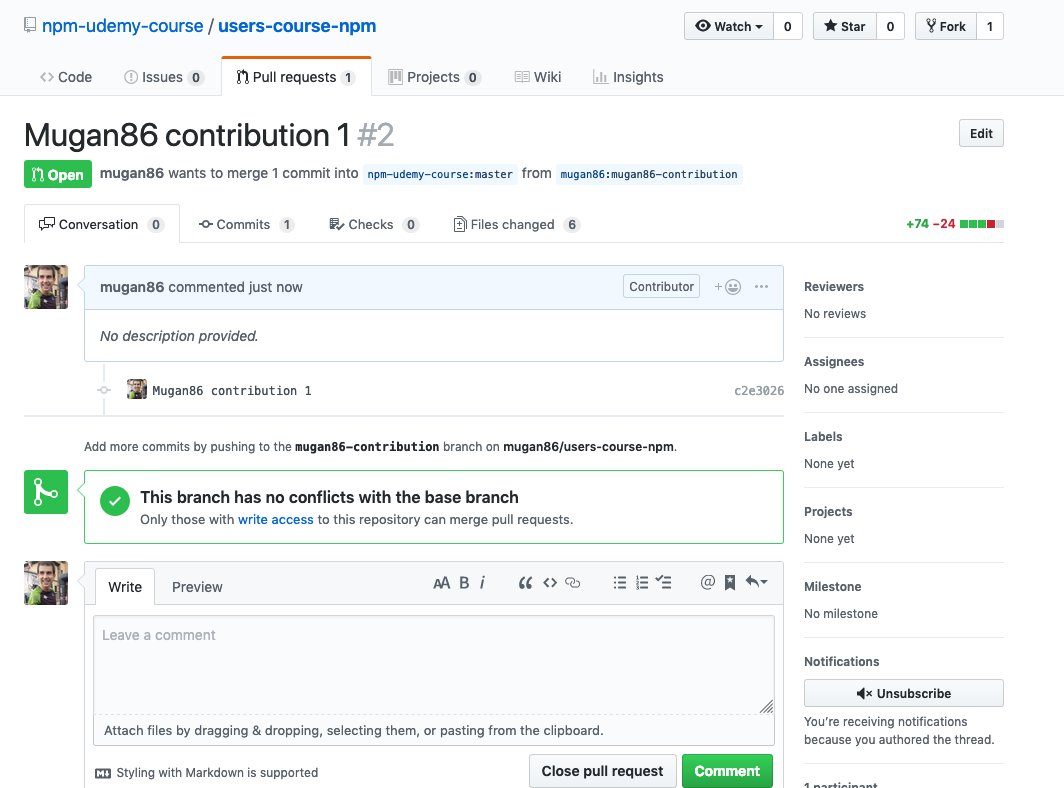 npm-udemy-course / users-course-npm
Watch 0 Star 0 Fork 1
Code Issues 0 Pull requests 1 Projects 0 Wiki Insights
Mugan86 contribution 1 #2
Edit
Open mugan86 wants to merge 1 commit into npm-udemy-course:master from mugan86:mugan86-contribution
Conversation 0 Commits 1 Checks 0 Files changed 6
+74 −24
mugan86 commented just now
Contributor
No description provided.
Mugan86 contribution 1 c2e3026
Add more commits by pushing to the mugan86-contribution branch on mugan86/users-course-npm.
This branch has no conflicts with the base branch
Only those with write access to this repository can merge pull requests.
Write Preview
AA B i
Leave a comment
Attach files by dragging & dropping, selecting them, or pasting from the clipboard.
Styling with Markdown is supported
Close pull request Comment
Reviewers
No reviews
Assignees
No one assigned
Labels
None yet
Projects
None yet
Milestone
No milestone
Notifications
Unsubscribe
You’re receiving notifications
because you authored the thread.
1 participant